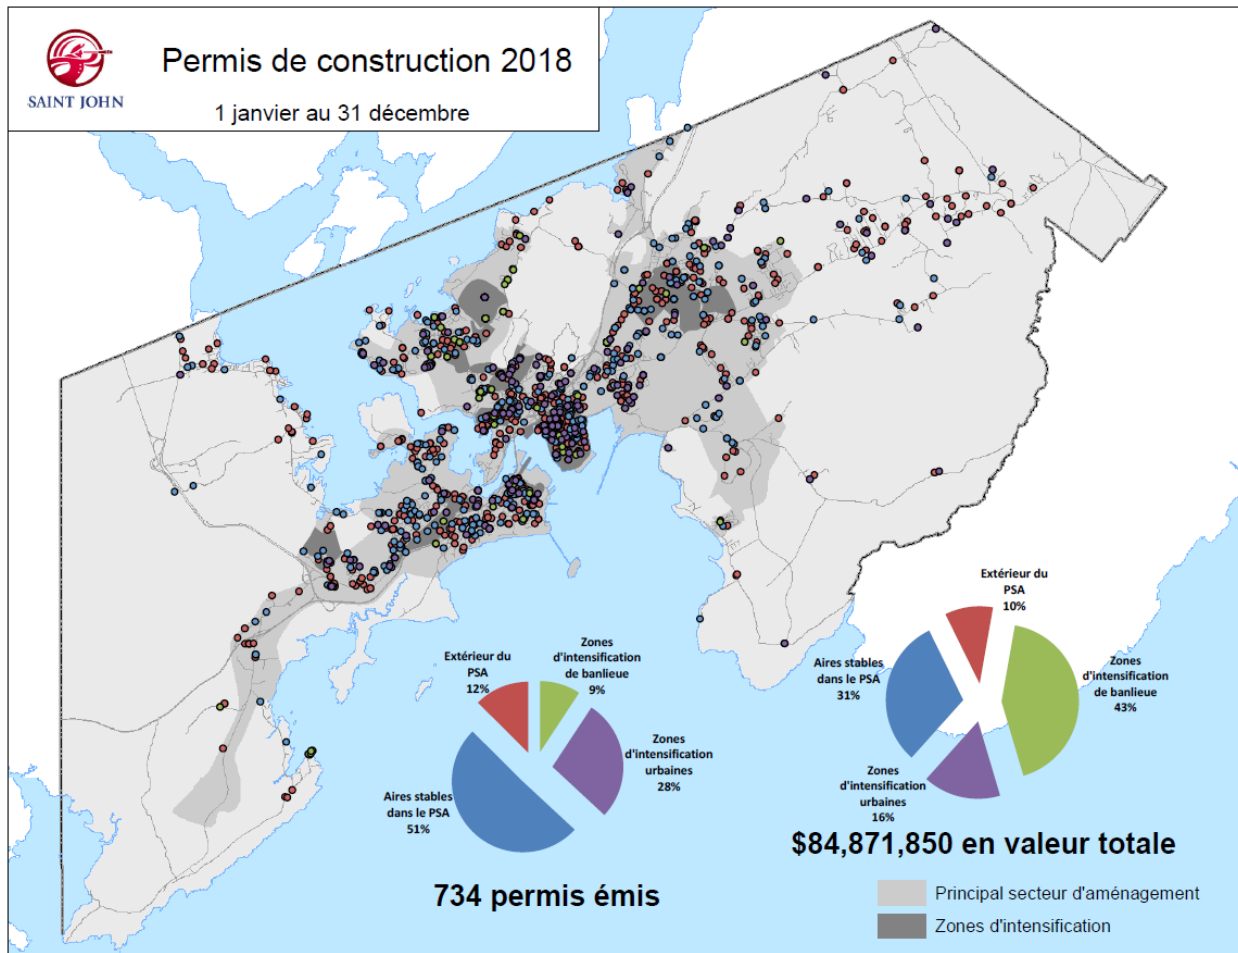 SAINT JOHN
Permis de construction 2018
1 janvier au 31 décembre
Extérieur du
PSA
12%
Zones
d'intensification
de banlieue
9%
Zones
d'intensification
urbaines
28%
Aires stables
dans le PSA
51%
734 permis émis
Extérieur du
PSA
10%
Aires stables
dans le PSA
31%
Zones
d'intensification
de banlieue
43%
Zones
d'intensification
urbaines
16%
$84,871,850 en valeur totale
Principal secteur d'aménagement
Zones d'intensification